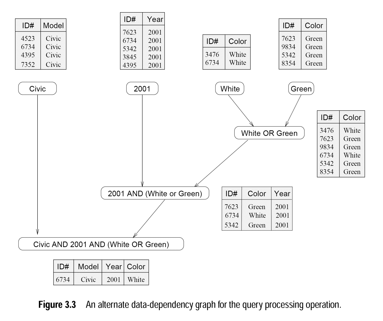 ID# Model
4523 Civic
6734 Civic
4395 Civic
7352 Civic
ID# Year
7623 2001
6734 2001
5342 2001
3845 2001
4395 2001
ID# Color
3476 White
6734 White
ID# Color
7623 Green
9834 Green
5342 Green
8354 Green
Civic
2001
White
Green
White OR Green
ID# Color
3476 White
7623 Green
9834 Green
6734 White
5342 Green
8354 Green
2001 AND (White or Green)
ID# Color Year
7623 Green 2001
6734 White 2001
5342 Green 2001
Civic AND 2001 AND (White OR Green)
ID# Model Year Color
6734 Civic 2001 White
Figure 3.3 An alternate data-dependency graph for the query processing operation.